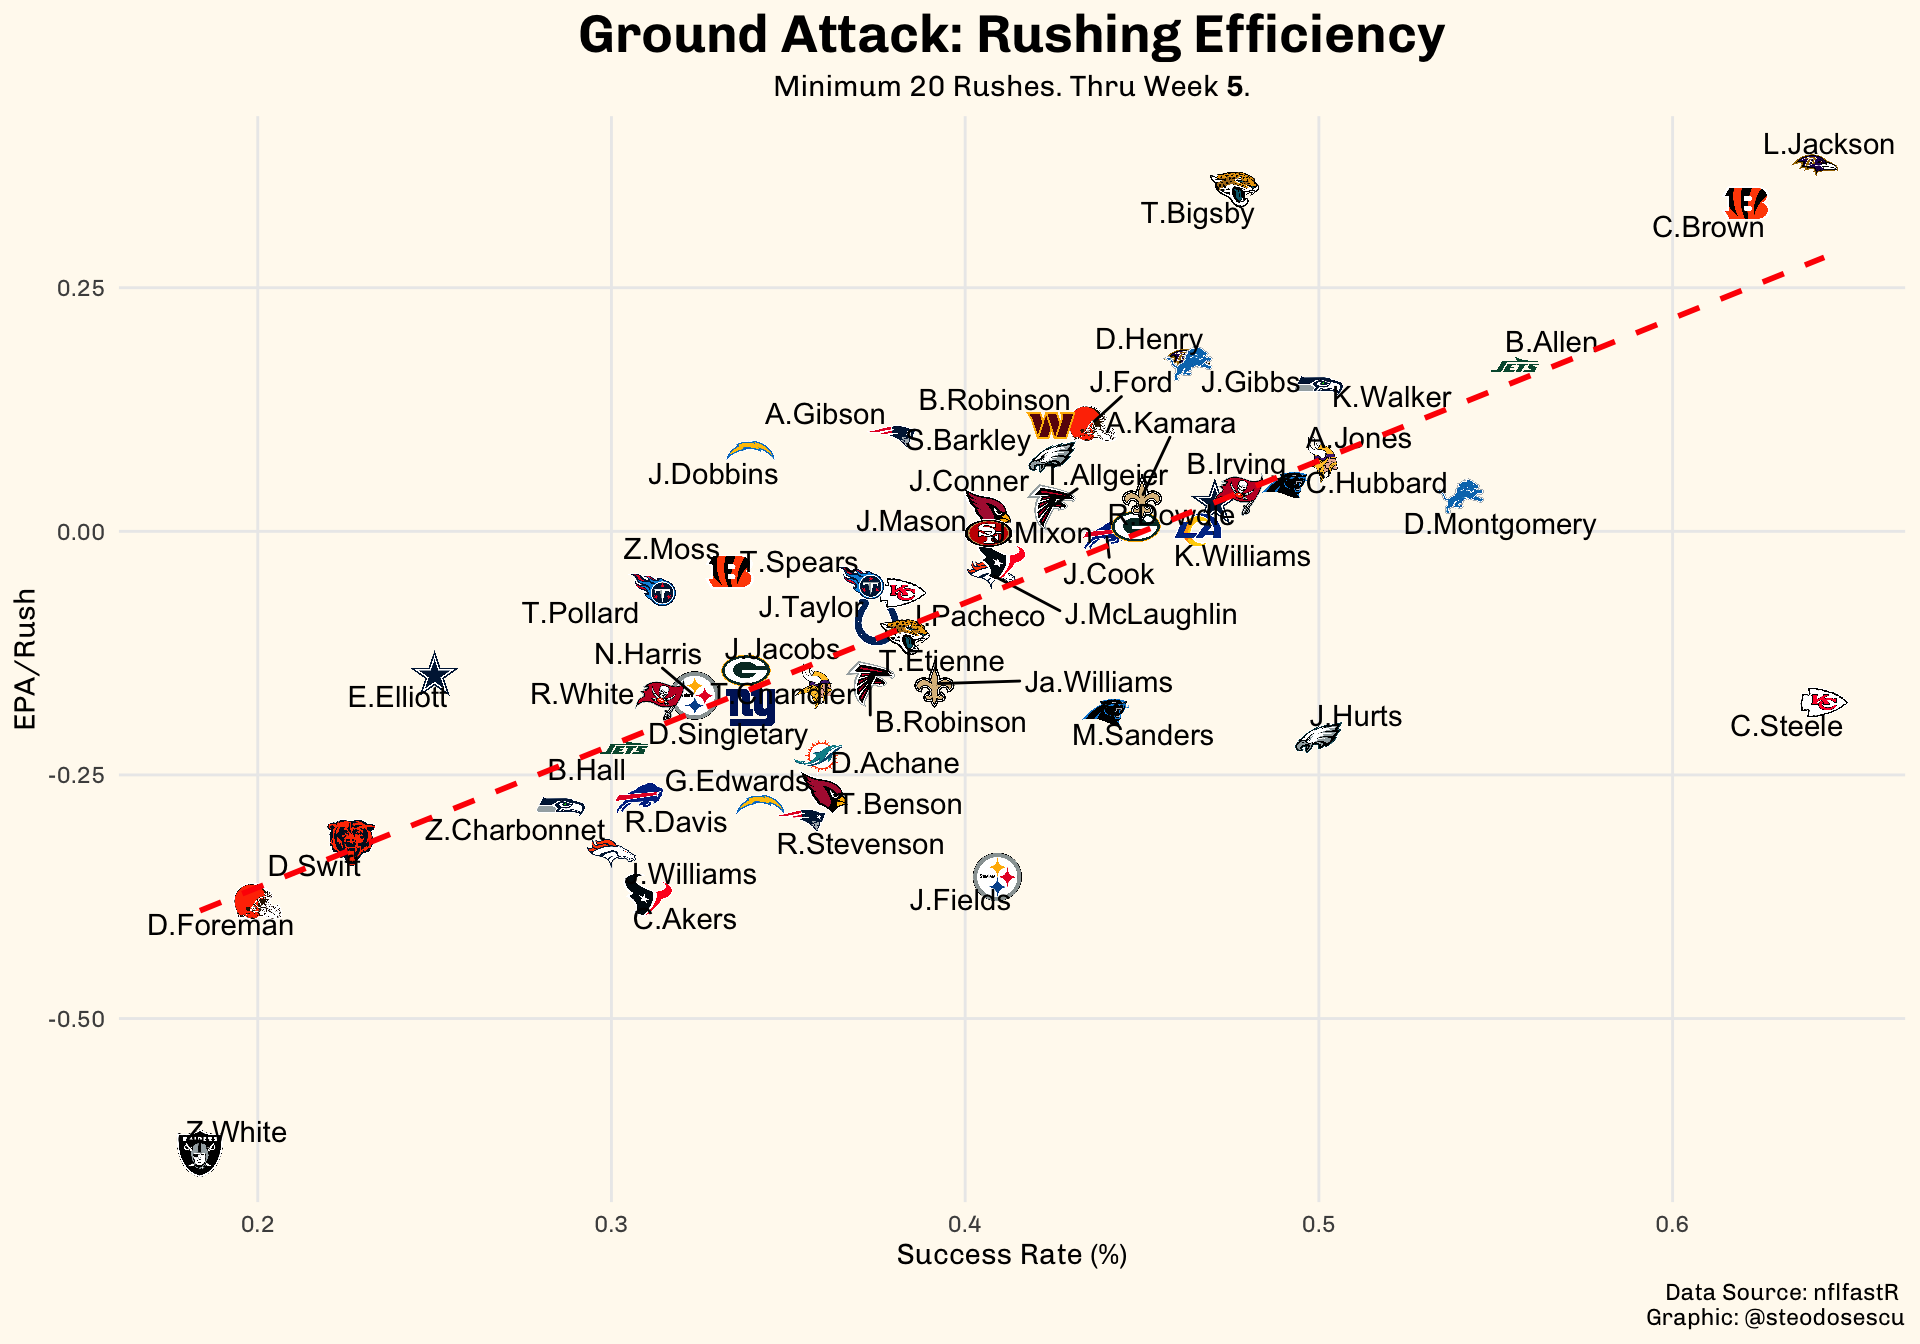 Ground Attack: Rushing Efficiency
Minimum 20 Rushes. Thru Week 5.
L.Jackson
T.Bigsby
C.Brown
0.25
D.Henry
B.Allen
J.Ford
J.Gibbs
K.Walker
B.Robinson
A.Gibson
A.Kamara
S.Barkley
A.Jones
J.Dobbins
B.Irving
T.Allgeier
J.Conner
C.Hubbard
R.Dowdle
J.Mason
D.Montgomery
0.00
J.Mixon
Z.Moss
T.Spears
K.Williams
J.Cook
T.Pollard
J.Taylor
I.Pacheco
J.McLaughlin
N.Harris
J.Jacobs
T.Etienne
E.Elliott
R.White
T.Chandler
Ja.Williams
B.Robinson
J.Hurts
C.Steele
D.Singletary
M.Sanders
JETS
JETS
B.Hall
D.Achane
-0.25
G.Edwards
T.Benson
Z.Charbonnet
R.Davis
R.Stevenson
D.Swift
J.Williams
J.Fields
D.Foreman
C.Akers
-0.50
Z.White
EPA/Rush
0.2
0.3
0.4
0.5
0.6
Success Rate (%)
Data Source: nflfastR
Graphic: @steodosescu